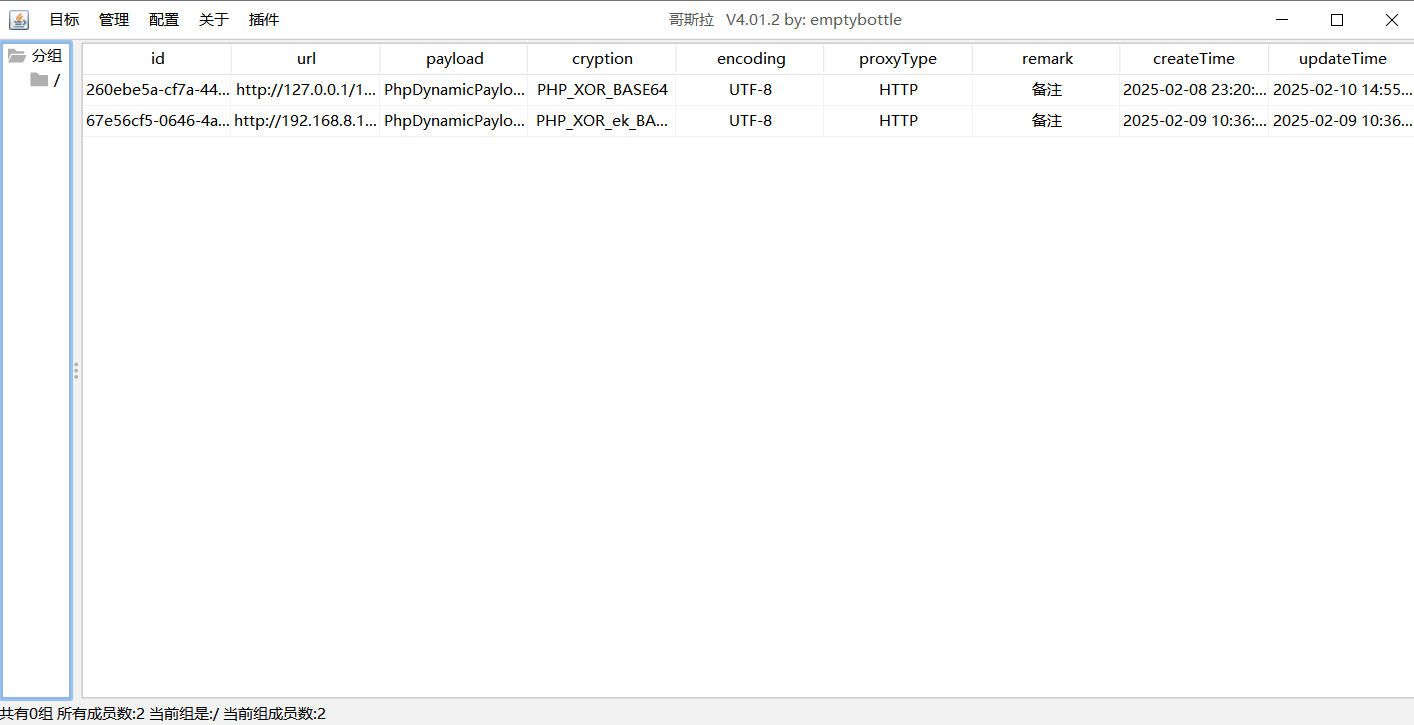 目标 管理 配置 关于 插件 哥斯拉 V4.01.2 by: emptybottle
分组
/
id url payload cryption encoding proxyType remark createTime updateTime
260ebe5a-cf7a-44... http://127.0.0.1/1... PhpDynamicPaylo... PHP_XOR_BASE64 UTF-8 HTTP 备注 2025-02-08 23:20:... 2025-02-10 14:55...
67e56cf5-0646-4a... http://192.168.8.1... PhpDynamicPaylo... PHP_XOR_ek_BA... UTF-8 HTTP 备注 2025-02-09 10:36:... 2025-02-09 10:36...
共有0组 所有成员数:2 当前组是:/ 当前组成员数:2